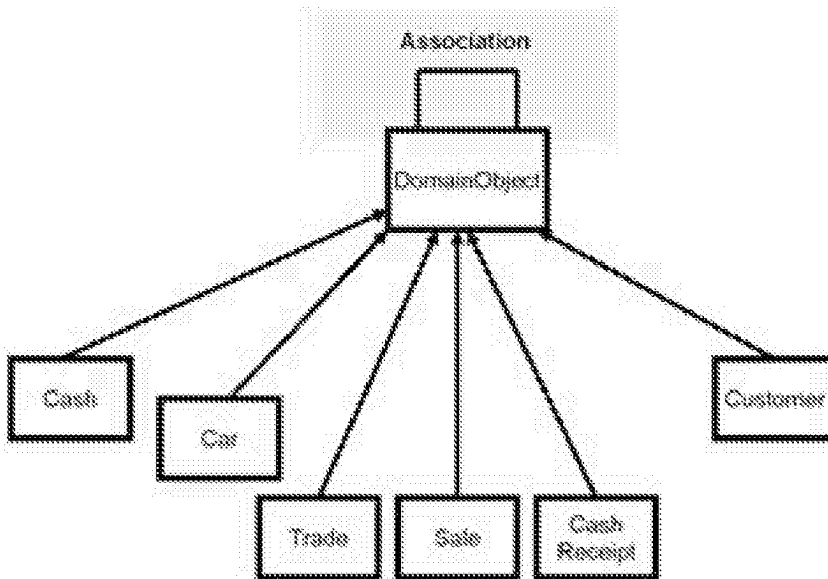 Association
DomainObject
Cash
Car
Customer
Trade
Sale
Cash
Receipt